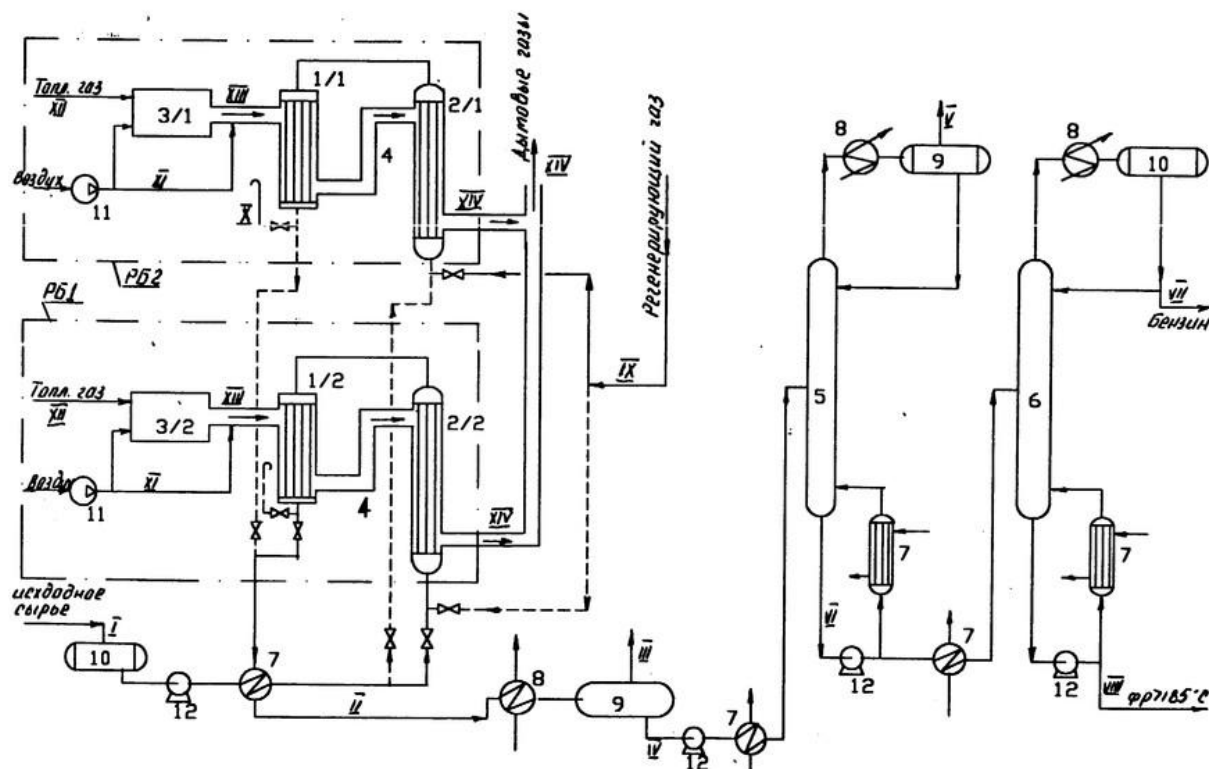 Топл. газ
XII
3/1
XIII
1/1
2/1
4
Воздух
11
XI
X
XIV
Дымовые газы
XIV
Регенерирующий газ
РБ2
РБ1
Топл. газ
XII
3/2
XIII
1/2
2/2
4
11
XI
XIV
IX
исходное
сырье
I
10
12
7
II
8
III
9
IV
12
7
5
8
V
9
7
VI
12
7
6
8
10
VII
Бензин
7
12
VIII